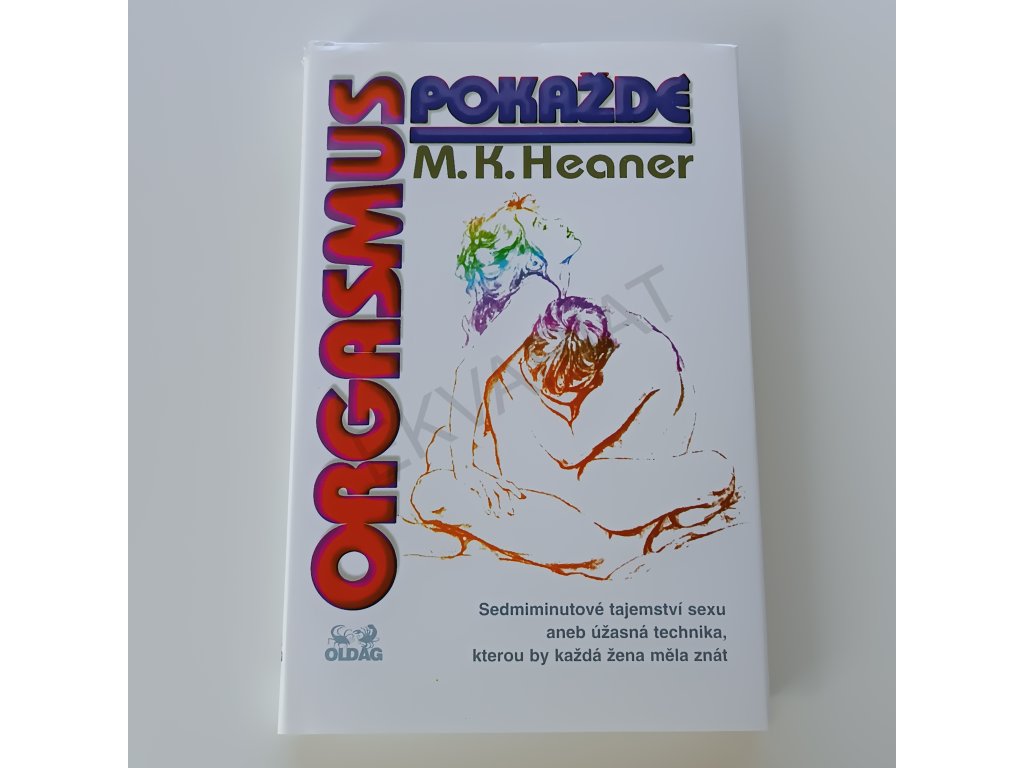 ORGASMUS
POKAŽDÉ
M. K. Heaner
Sedmiminutové tajemství sexu
aneb úžasná technika,
kterou by každá žena měla znát
OLDAG